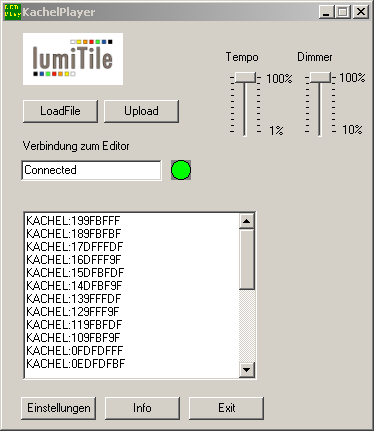 LED Play KachelPlayer
lumiTile
Tempo Dimmer
100% 100%
LoadFile Upload
1% 10%
Verbindung zum Editor
Connected
KACHEL:199FBFFF
KACHEL:189FBFBF
KACHEL:17DFFFDF
KACHEL:16DFFF9F
KACHEL:15DFBFDF
KACHEL:14DFBF9F
KACHEL:139FFFDF
KACHEL:129FFF9F
KACHEL:119FBFDF
KACHEL:109FBF9F
KACHEL:0FDFDFFF
KACHEL:0EDFDFBF
Einstellungen Info Exit